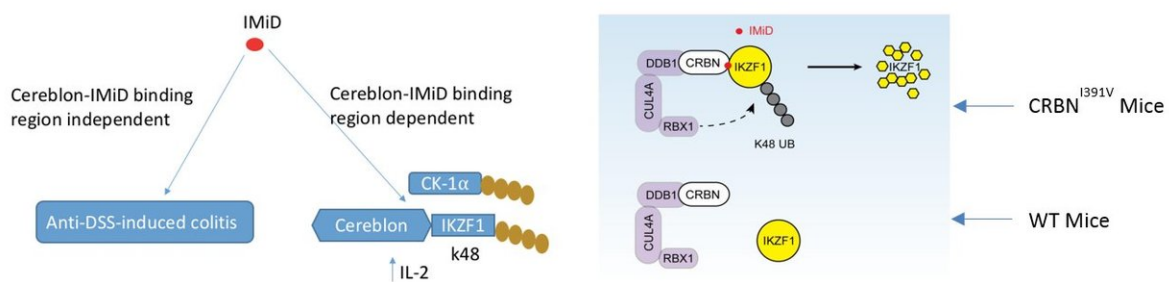 IMiD
Cereblon-IMiD binding
region independent
Cereblon-IMiD binding
region dependent
CK-1α
Anti-DSS-induced colitis
Cereblon
IKZF1
k48
IL-2
IMiD
DDB1
CRBN
IKZF1
IKZF1
CUL4A
RBX1
K48 UB
CRBN I391V Mice
DDB1
CRBN
CUL4A
IKZF1
RBX1
WT Mice